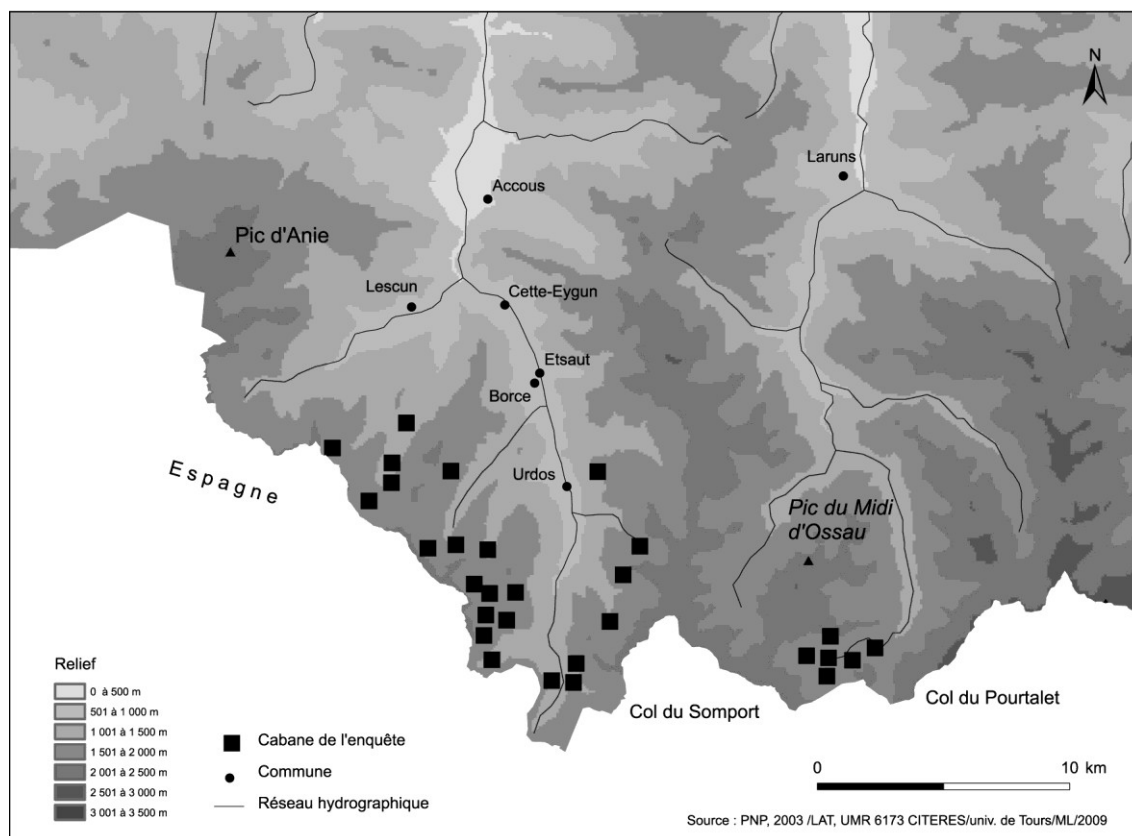 N
Laruns
Accous
Pic d'Anie
Lescun
Cette-Eygun
Etsaut
Borce
Espagne
Urdos
Pic du Midi
d'Ossau
Col du Somport
Col du Pourtalet
Relief
0 à 500 m
501 à 1 000 m
1 001 à 1 500 m
1 501 à 2 000 m
2 001 à 2 500 m
2 501 à 3 000 m
3 001 à 3 500 m
Cabane de l'enquête
Commune
Réseau hydrographique
0 10 km
Source : PNP, 2003 /LAT, UMR 6173 CITERES/univ. de Tours/ML/2009